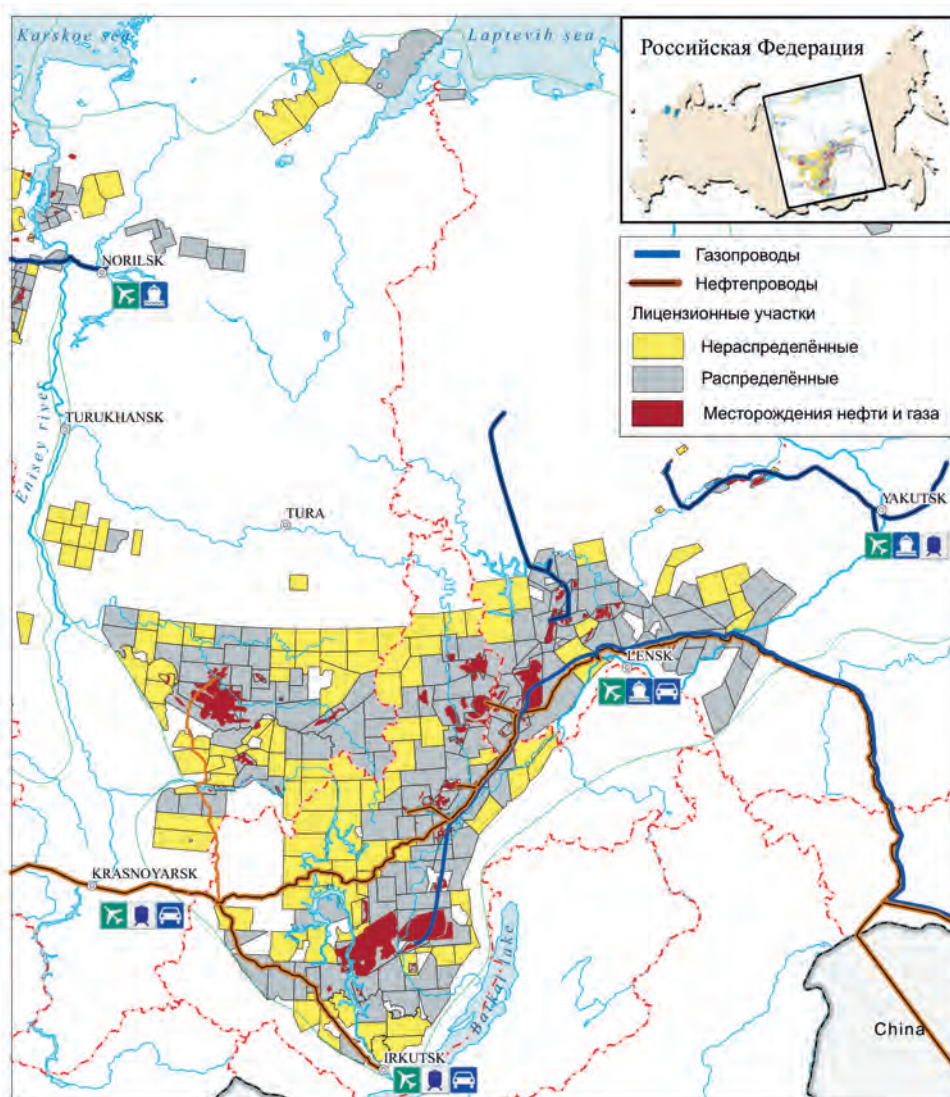 Karskoe sea
Laptevih sea
Российская Федерация
Газопроводы
Нефтепроводы
Лицензионные участки
Нераспределённые
Распределённые
Месторождения нефти и газа
NORILSK
Enisey river
TURUKHANSK
TURA
YAKUTSK
LENSK
KRASNOYARSK
Baikal lake
IRKUTSK
China